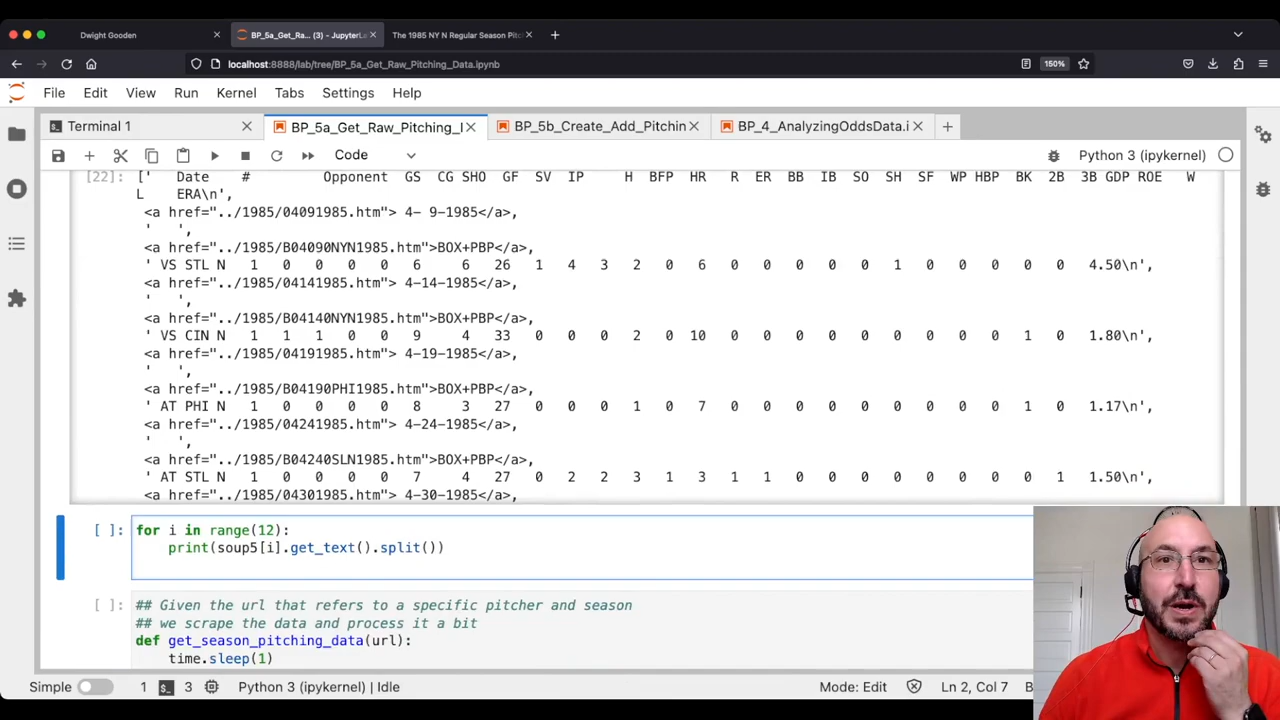 Dwight Gooden
BP_5a_Get_Ra... (3) - JupyterLa
The 1985 NY N Regular Season Pitc
localhost:8888/lab/tree/BP_5a_Get_Raw_Pitching_Data.ipynb
150%
File Edit View Run Kernel Tabs Settings Help
Terminal 1
BP_5a_Get_Raw_Pitching_I
BP_5b_Create_Add_Pitchin
BP_4_AnalyzingOddsData.i
Code
Python 3 (ipykernel)
[22]: ['   Date   #         Opponent  GS  CG SHO  GF  SV  IP     H  BFP  HR   R  ER  BB  IB  SO  SH  SF  WP HBP  BK  2B  3B GDP ROE   W
L    ERA\n',
<a href="../1985/04091985.htm"> 4- 9-1985</a>,
'   ',
<a href="../1985/B04090NYN1985.htm">BOX+PBP</a>,
' VS STL N   1   0   0   0   0   6     6   26   1   4   3   2   0   6   0   0   0   0   0   1   0   0   0   0   0   4.50\n',
<a href="../1985/04141985.htm"> 4-14-1985</a>,
'   ',
<a href="../1985/B04140NYN1985.htm">BOX+PBP</a>,
' VS CIN N   1   1   1   0   0   9     4   33   0   0   0   2   0  10   0   0   0   0   0   0   0   0   0   1   0   1.80\n',
<a href="../1985/04191985.htm"> 4-19-1985</a>,
'   ',
<a href="../1985/B04190PHI1985.htm">BOX+PBP</a>,
' AT PHI N   1   0   0   0   0   8     3   27   0   0   0   1   0   7   0   0   0   0   0   0   0   0   0   1   0   1.17\n',
<a href="../1985/04241985.htm"> 4-24-1985</a>,
'   ',
<a href="../1985/B04240SLN1985.htm">BOX+PBP</a>,
' AT STL N   1   0   0   0   0   7     4   27   0   2   2   3   1   3   1   1   0   0   0   0   0   0   0   0   1   1.50\n',
<a href="../1985/04301985.htm"> 4-30-1985</a>,
[ ]: for i in range(12):
print(soup5[i].get_text().split())
[ ]: ## Given the url that refers to a specific pitcher and season
## we scrape the data and process it a bit
def get_season_pitching_data(url):
time.sleep(1)
Simple 1 3 Python 3 (ipykernel) | Idle Mode: Edit Ln 2, Col 7